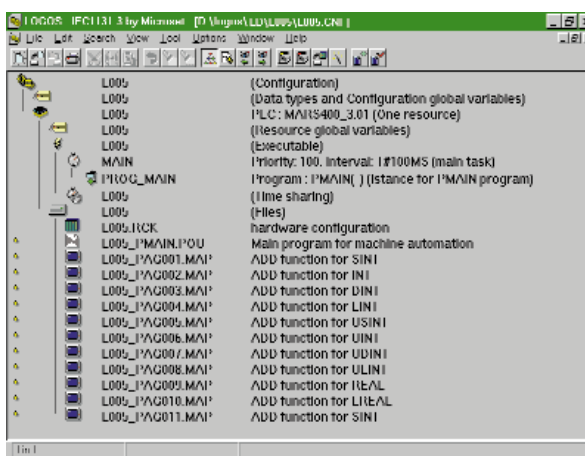 LOGOS - IEC1131-3 by Microset - [D:\logos\LD\L005\L005.CNF]
File Edit Search View Tool Options Window Help
L005 (Configuration)
L005 (Data types and Configuration global variables)
L005 PLC : MARS400_3.01 (One resource)
L005 (Resource global variables)
L005 (Executable)
MAIN Priority: 100. Interval: T#100MS (main task)
PROG_MAIN Program : PMAIN( ) (Istance for PMAIN program)
L005 (Time sharing)
L005 (Files)
L005.RCK hardware configuration
L005_PMAIN.POU Main program for machine automation
L005_PAG001.MAP ADD function for SINT
L005_PAG002.MAP ADD function for INT
L005_PAG003.MAP ADD function for DINT
L005_PAG004.MAP ADD function for LINT
L005_PAG005.MAP ADD function for USINT
L005_PAG006.MAP ADD function for UINT
L005_PAG007.MAP ADD function for UDINT
L005_PAG008.MAP ADD function for ULINT
L005_PAG009.MAP ADD function for REAL
L005_PAG010.MAP ADD function for LREAL
L005_PAG011.MAP ADD function for SINT